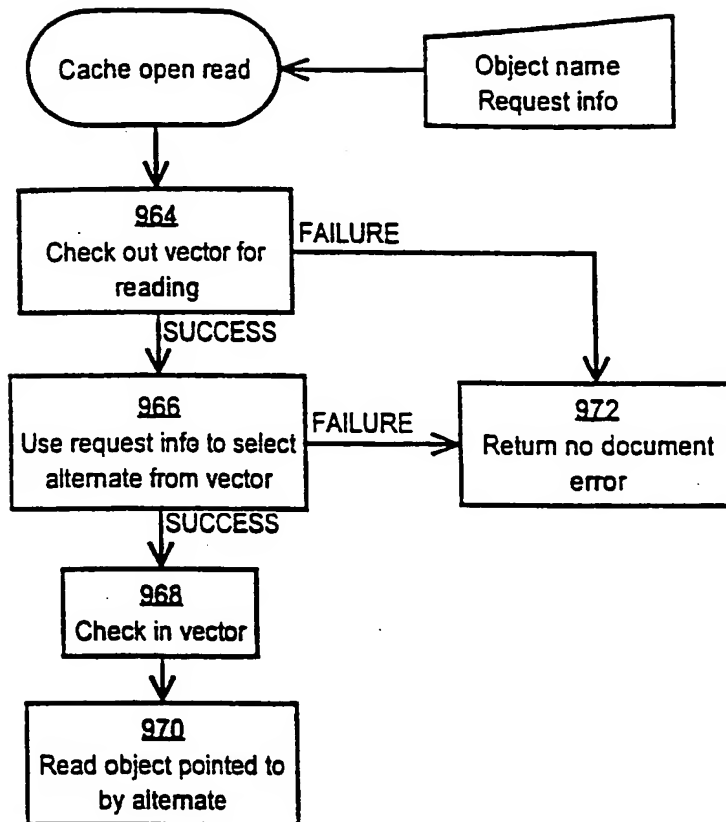 Cache open read
Object name
Request info
964
Check out vector for
reading
FAILURE
SUCCESS
966
Use request info to select
alternate from vector
FAILURE
972
Return no document
error
SUCCESS
968
Check in vector
970
Read object pointed to
by alternate